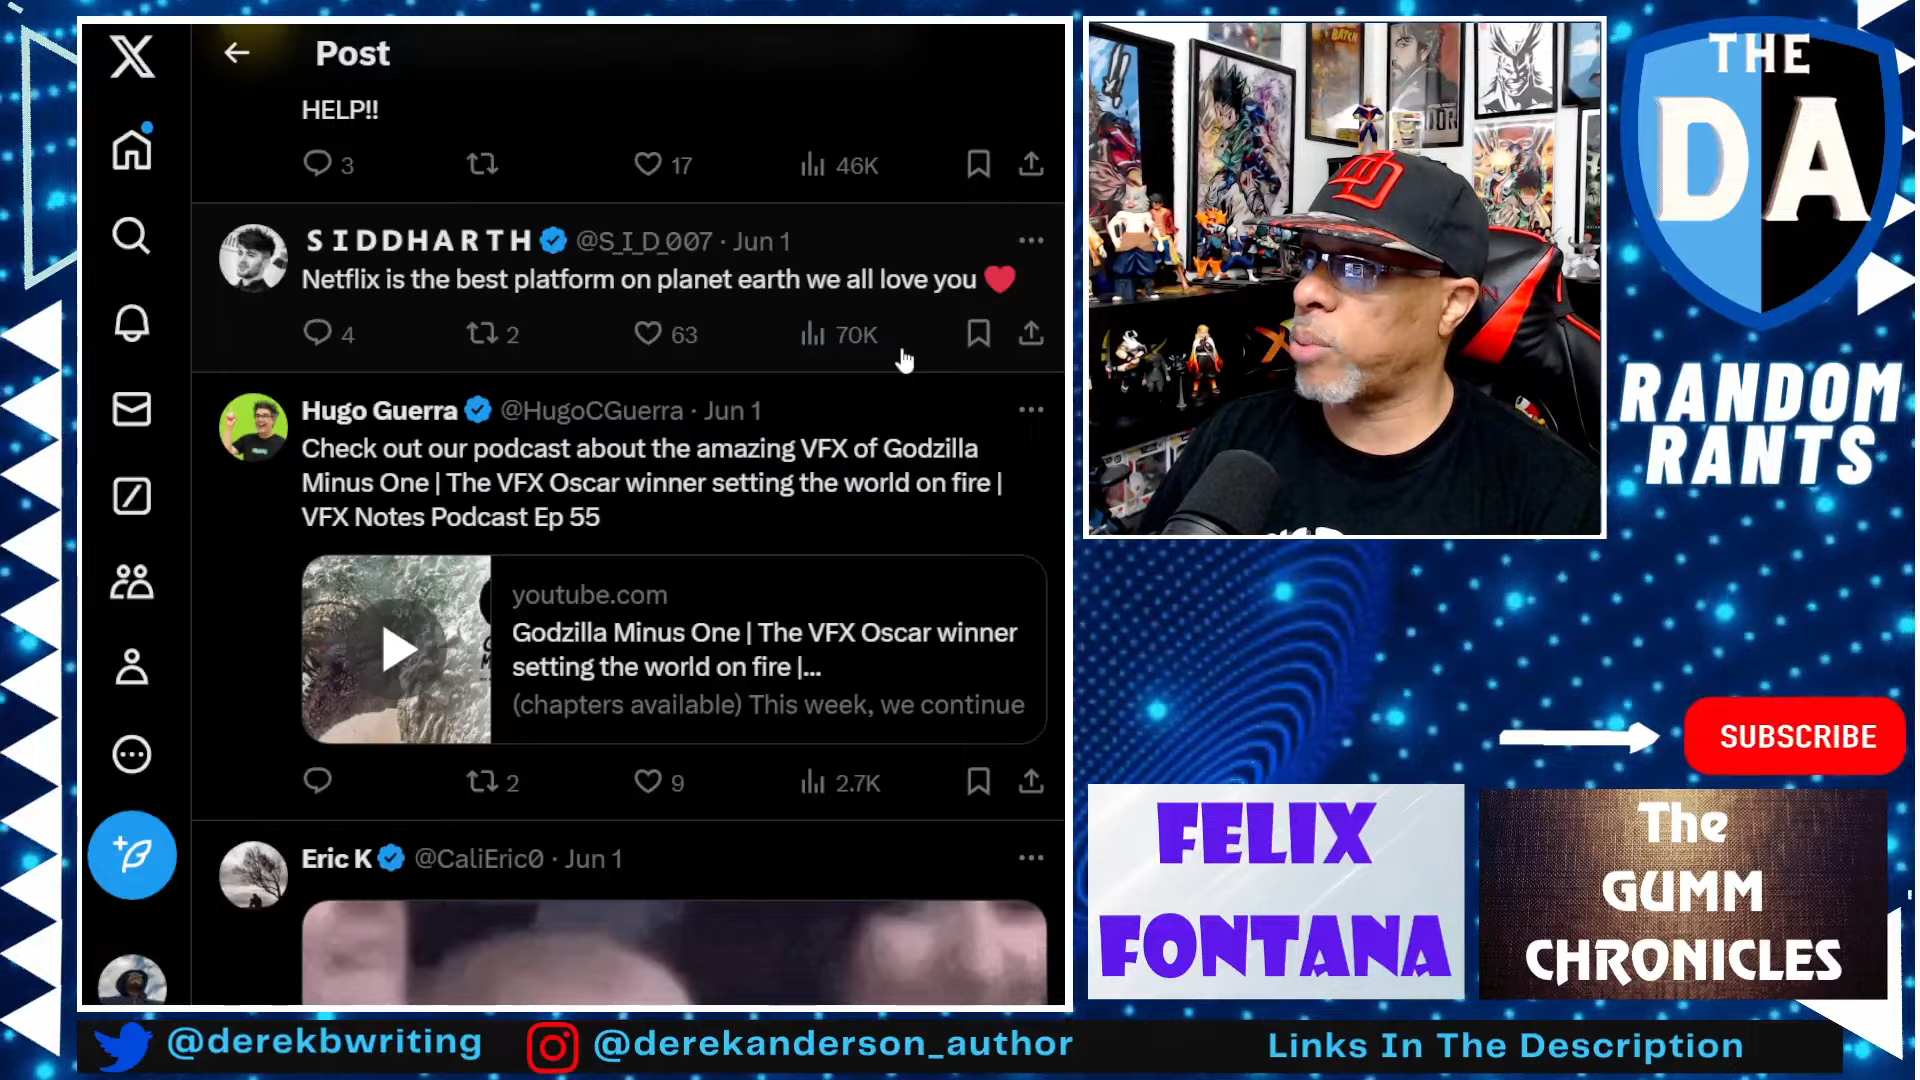 Post
HELP!!
3
17
46K
SIDDHARTH @S_I_D_007 · Jun 1
Netflix is the best platform on planet earth we all love you ❤️
4
2
63
70K
Hugo Guerra @HugoCGuerra · Jun 1
Check out our podcast about the amazing VFX of Godzilla
Minus One | The VFX Oscar winner setting the world on fire |
VFX Notes Podcast Ep 55
youtube.com
Godzilla Minus One | The VFX Oscar winner
setting the world on fire |...
(chapters available) This week, we continue
2
9
2.7K
Eric K @CaliEric0 · Jun 1
THE
DA
RANDOM
RANTS
SUBSCRIBE
FELIX
FONTANA
The
GUMM
CHRONICLES
@derekbwriting
@derekanderson_author
Links In The Description